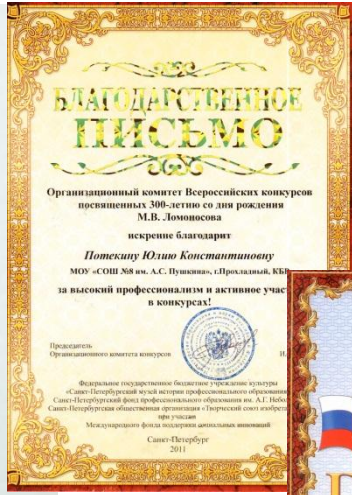 БЛАГОДАРСТВЕННОЕ
ПИСЬМО
Организационный комитет Всероссийских конкурсов
посвященных 300-летию со дня рождения
М.В. Ломоносова
искренне благодарит
Потекину Юлию Константиновну
МОУ «СОШ №8 им. А.С. Пушкина», г.Прохладный, КБР
за высокий профессионализм и активное учас
в конкурсах!
Председатель
Организационного комитета конкурсов
Федеральное государственное бюджетное учреждение культуры
«Санкт-Петербургский музей истории профессионального образования
Санкт-Петербургский фонд профессионального образования им. А.Г. Небо
Санкт-Петербургская общественная организация «Творческий союз изобрет
при участии
Международного фонда поддержки инноваций
Санкт-Петербург
2011